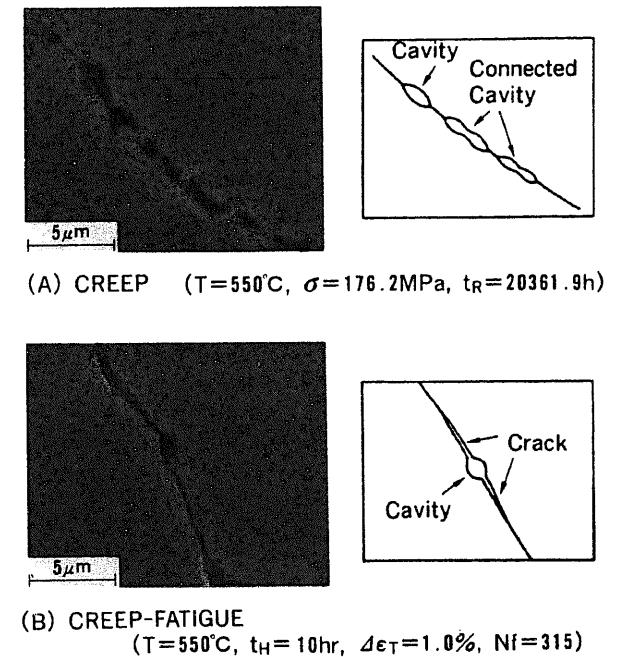 Cavity
Connected
Cavity
5μm
(A) CREEP (T=550°C, σ=176.2MPa, tR=20361.9h)
Crack
Cavity
5μm
(B) CREEP-FATIGUE
(T=550°C, tH=10hr, ΔεT=1.0%, Nf=315)